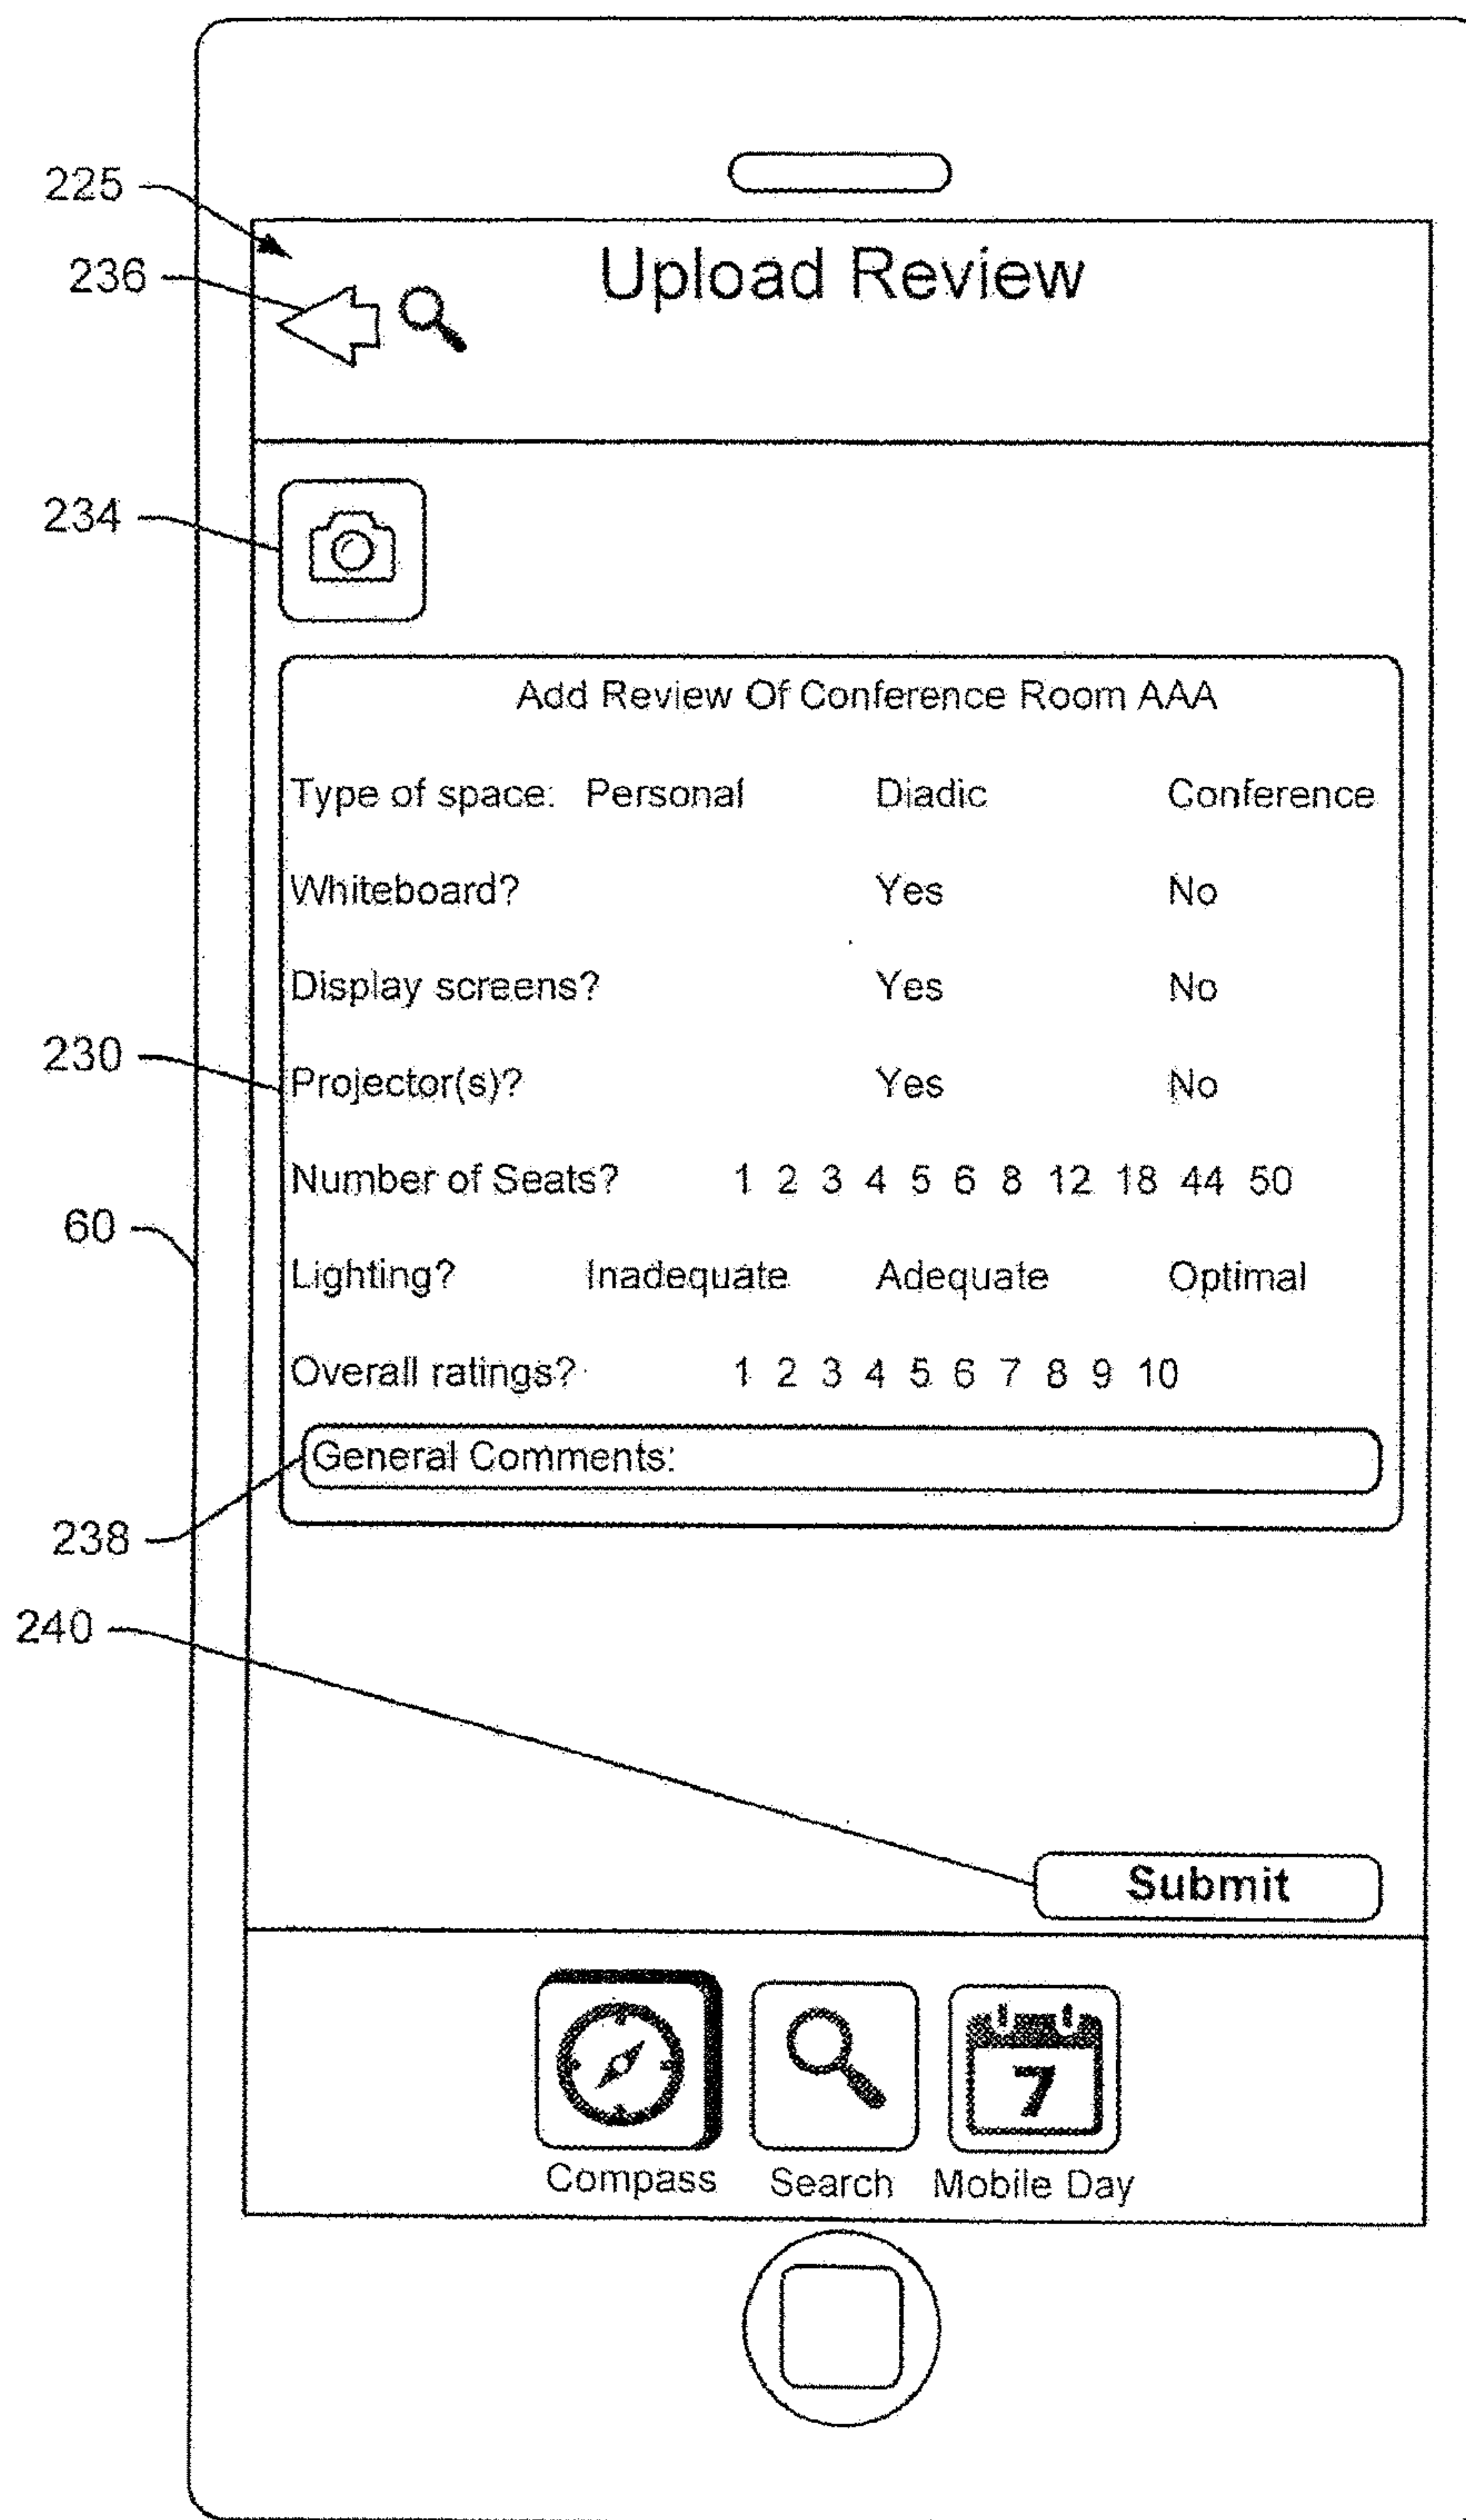 225
Upload Review
236
234
Add Review Of Conference Room AAA
Type of space: Personal Diadic Conference
Whiteboard? Yes No
Display screens? Yes No
230
Projector(s)? Yes No
Number of Seats? 1 2 3 4 5 6 8 12 18 44 50
60
Lighting? Inadequate Adequate Optimal
Overall ratings? 1 2 3 4 5 6 7 8 9 10
General Comments:
238
240
Submit
7
Compass Search Mobile Day